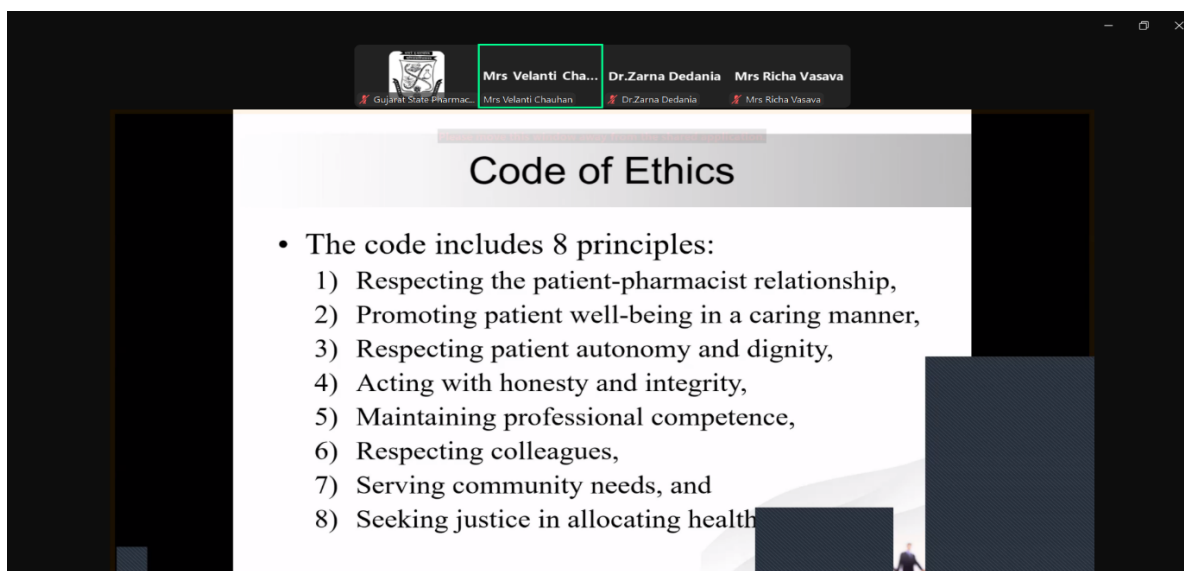 Mrs Velanti Cha... Dr.Zarna Dedania Mrs Richa Vasava
Gujarat State Pharmac... Mrs Velanti Chauhan Dr.Zarna Dedania Mrs Richa Vasava
Code of Ethics
• The code includes 8 principles:
1) Respecting the patient-pharmacist relationship,
2) Promoting patient well-being in a caring manner,
3) Respecting patient autonomy and dignity,
4) Acting with honesty and integrity,
5) Maintaining professional competence,
6) Respecting colleagues,
7) Serving community needs, and
8) Seeking justice in allocating health